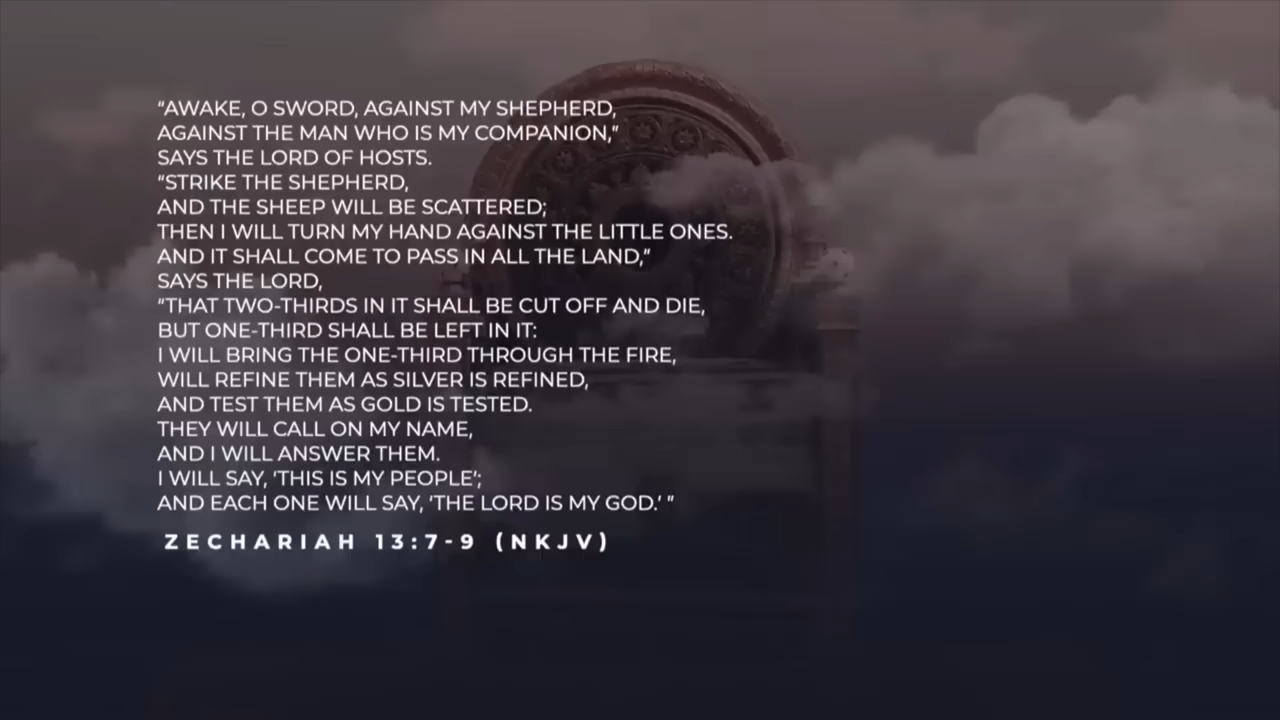 “AWAKE, O SWORD, AGAINST MY SHEPHERD,
AGAINST THE MAN WHO IS MY COMPANION,”
SAYS THE LORD OF HOSTS.
“STRIKE THE SHEPHERD,
AND THE SHEEP WILL BE SCATTERED;
THEN I WILL TURN MY HAND AGAINST THE LITTLE ONES.
AND IT SHALL COME TO PASS IN ALL THE LAND,”
SAYS THE LORD,
“THAT TWO-THIRDS IN IT SHALL BE CUT OFF AND DIE,
BUT ONE-THIRD SHALL BE LEFT IN IT:
I WILL BRING THE ONE-THIRD THROUGH THE FIRE,
WILL REFINE THEM AS SILVER IS REFINED,
AND TEST THEM AS GOLD IS TESTED.
THEY WILL CALL ON MY NAME,
AND I WILL ANSWER THEM.
I WILL SAY, ‘THIS IS MY PEOPLE’;
AND EACH ONE WILL SAY, ‘THE LORD IS MY GOD.’ ”
ZECHARIAH 13:7-9 (NKJV)